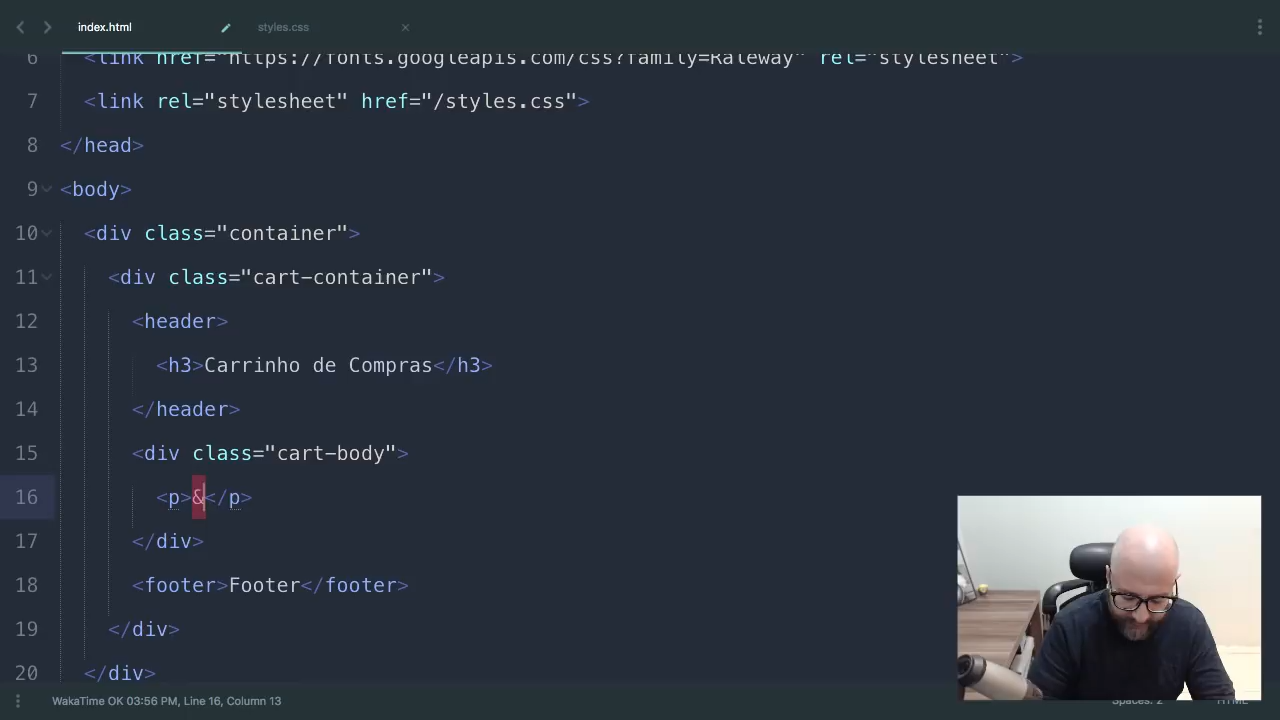 index.html
styles.css
6 <link href="https://fonts.googleapis.com/css?family=Raleway" rel="stylesheet">
7 <link rel="stylesheet" href="/styles.css">
8 </head>
9 <body>
10 <div class="container">
11 <div class="cart-container">
12 <header>
13 <h3>Carrinho de Compras</h3>
14 </header>
15 <div class="cart-body">
16 <p>&</p>
17 </div>
18 <footer>Footer</footer>
19 </div>
20 </div>
WakaTime OK 03:56 PM, Line 16, Column 13
Spaces: 2
HTML